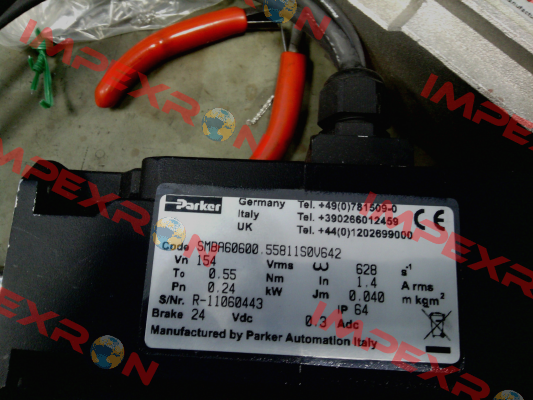 Parker
Germany Tel. +49(0)781509-0
Italy Tel. +390266012459
UK Tel. +44(0)1202699000
CE
Code SMBA60600.55811S0V642
Vn 154 Vrms ω 628 s-1
To 0.55 Nm In 1.4 A rms
Pn 0.24 kW Jm 0.040 m kgm2
S/Nr. R-11060443 IP 64
Brake 24 Vdc 0.3 Adc
Manufactured by Parker Automation Italy
IMPEXRON
IMPEXRON
IMPEXRON
IMPEXRON
IMPEXRON